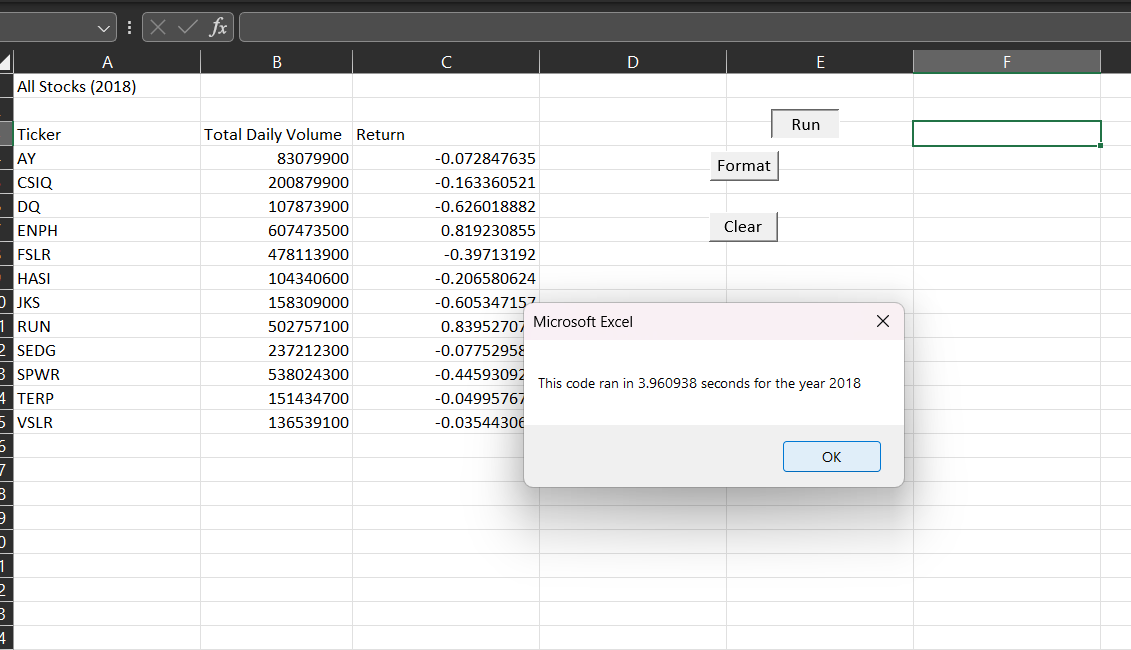 fx
A B C D E F
All Stocks (2018)
Run
Ticker Total Daily Volume Return
AY 83079900 -0.072847635
Format
CSIQ 200879900 -0.163360521
DQ 107873900 -0.626018882
Clear
ENPH 607473500 0.819230855
FSLR 478113900 -0.39713192
HASI 104340600 -0.206580624
JKS 158309000 -0.605347157
RUN 502757100 0.83952707
SEDG 237212300 -0.07752958
SPWR 538024300 -0.44593092
TERP 151434700 -0.04995767
VSLR 136539100 -0.03544306
Microsoft Excel
This code ran in 3.960938 seconds for the year 2018
OK